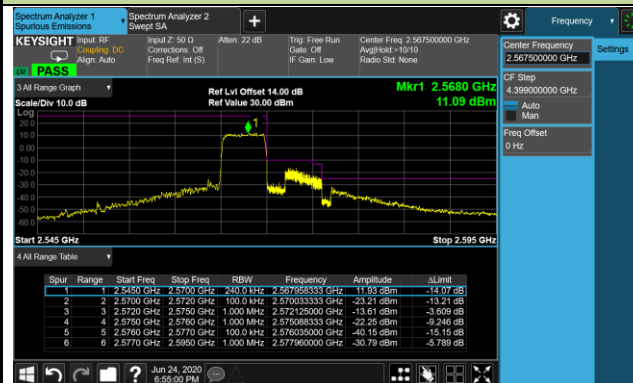 Spectrum Analyzer 1
Spurious Emissions
Spectrum Analyzer 2
Swept SA
Frequency
KEYSIGHT
Input: RF
Coupling: DC
Align: Auto
Input Z: 50 Ω
Corrections: Off
Freq Ref: Int (S)
Atten: 22 dB
Trig: Free Run
Gate: Off
IF Gain: Low
Center Freq: 2.567500000 GHz
Avg|Hold:>10/10
Radio Std: None
PASS
Center Frequency
2.567500000 GHz
Settings
CF Step
4.399000000 GHz
Auto
Man
Freq Offset
0 Hz
3 All Range Graph
Scale/Div 10.0 dB
Ref Lvl Offset 14.00 dB
Ref Value 30.00 dBm
Mkr1 2.5680 GHz
11.09 dBm
Log
20.0
10.0
0.00
-10.0
-20.0
-30.0
-40.0
-50.0
-60.0
1
Start 2.545 GHz
Stop 2.595 GHz
4 All Range Table
Spur Range Start Freq Stop Freq RBW Frequency Amplitude ΔLimit
1 1 2.5450 GHz 2.5700 GHz 240.0 kHz 2.567958333 GHz 11.93 dBm -14.07 dB
2 2 2.5700 GHz 2.5720 GHz 100.0 kHz 2.570033333 GHz -23.21 dBm -13.21 dB
3 3 2.5720 GHz 2.5750 GHz 1.000 MHz 2.572125000 GHz -13.61 dBm -3.609 dB
4 4 2.5750 GHz 2.5760 GHz 1.000 MHz 2.575088333 GHz -22.25 dBm -9.246 dB
5 5 2.5760 GHz 2.5770 GHz 100.0 kHz 2.576035000 GHz -40.15 dBm -15.15 dB
6 6 2.5770 GHz 2.5950 GHz 1.000 MHz 2.577960000 GHz -30.79 dBm -5.789 dB
Jun 24, 2020
6:55:00 PM